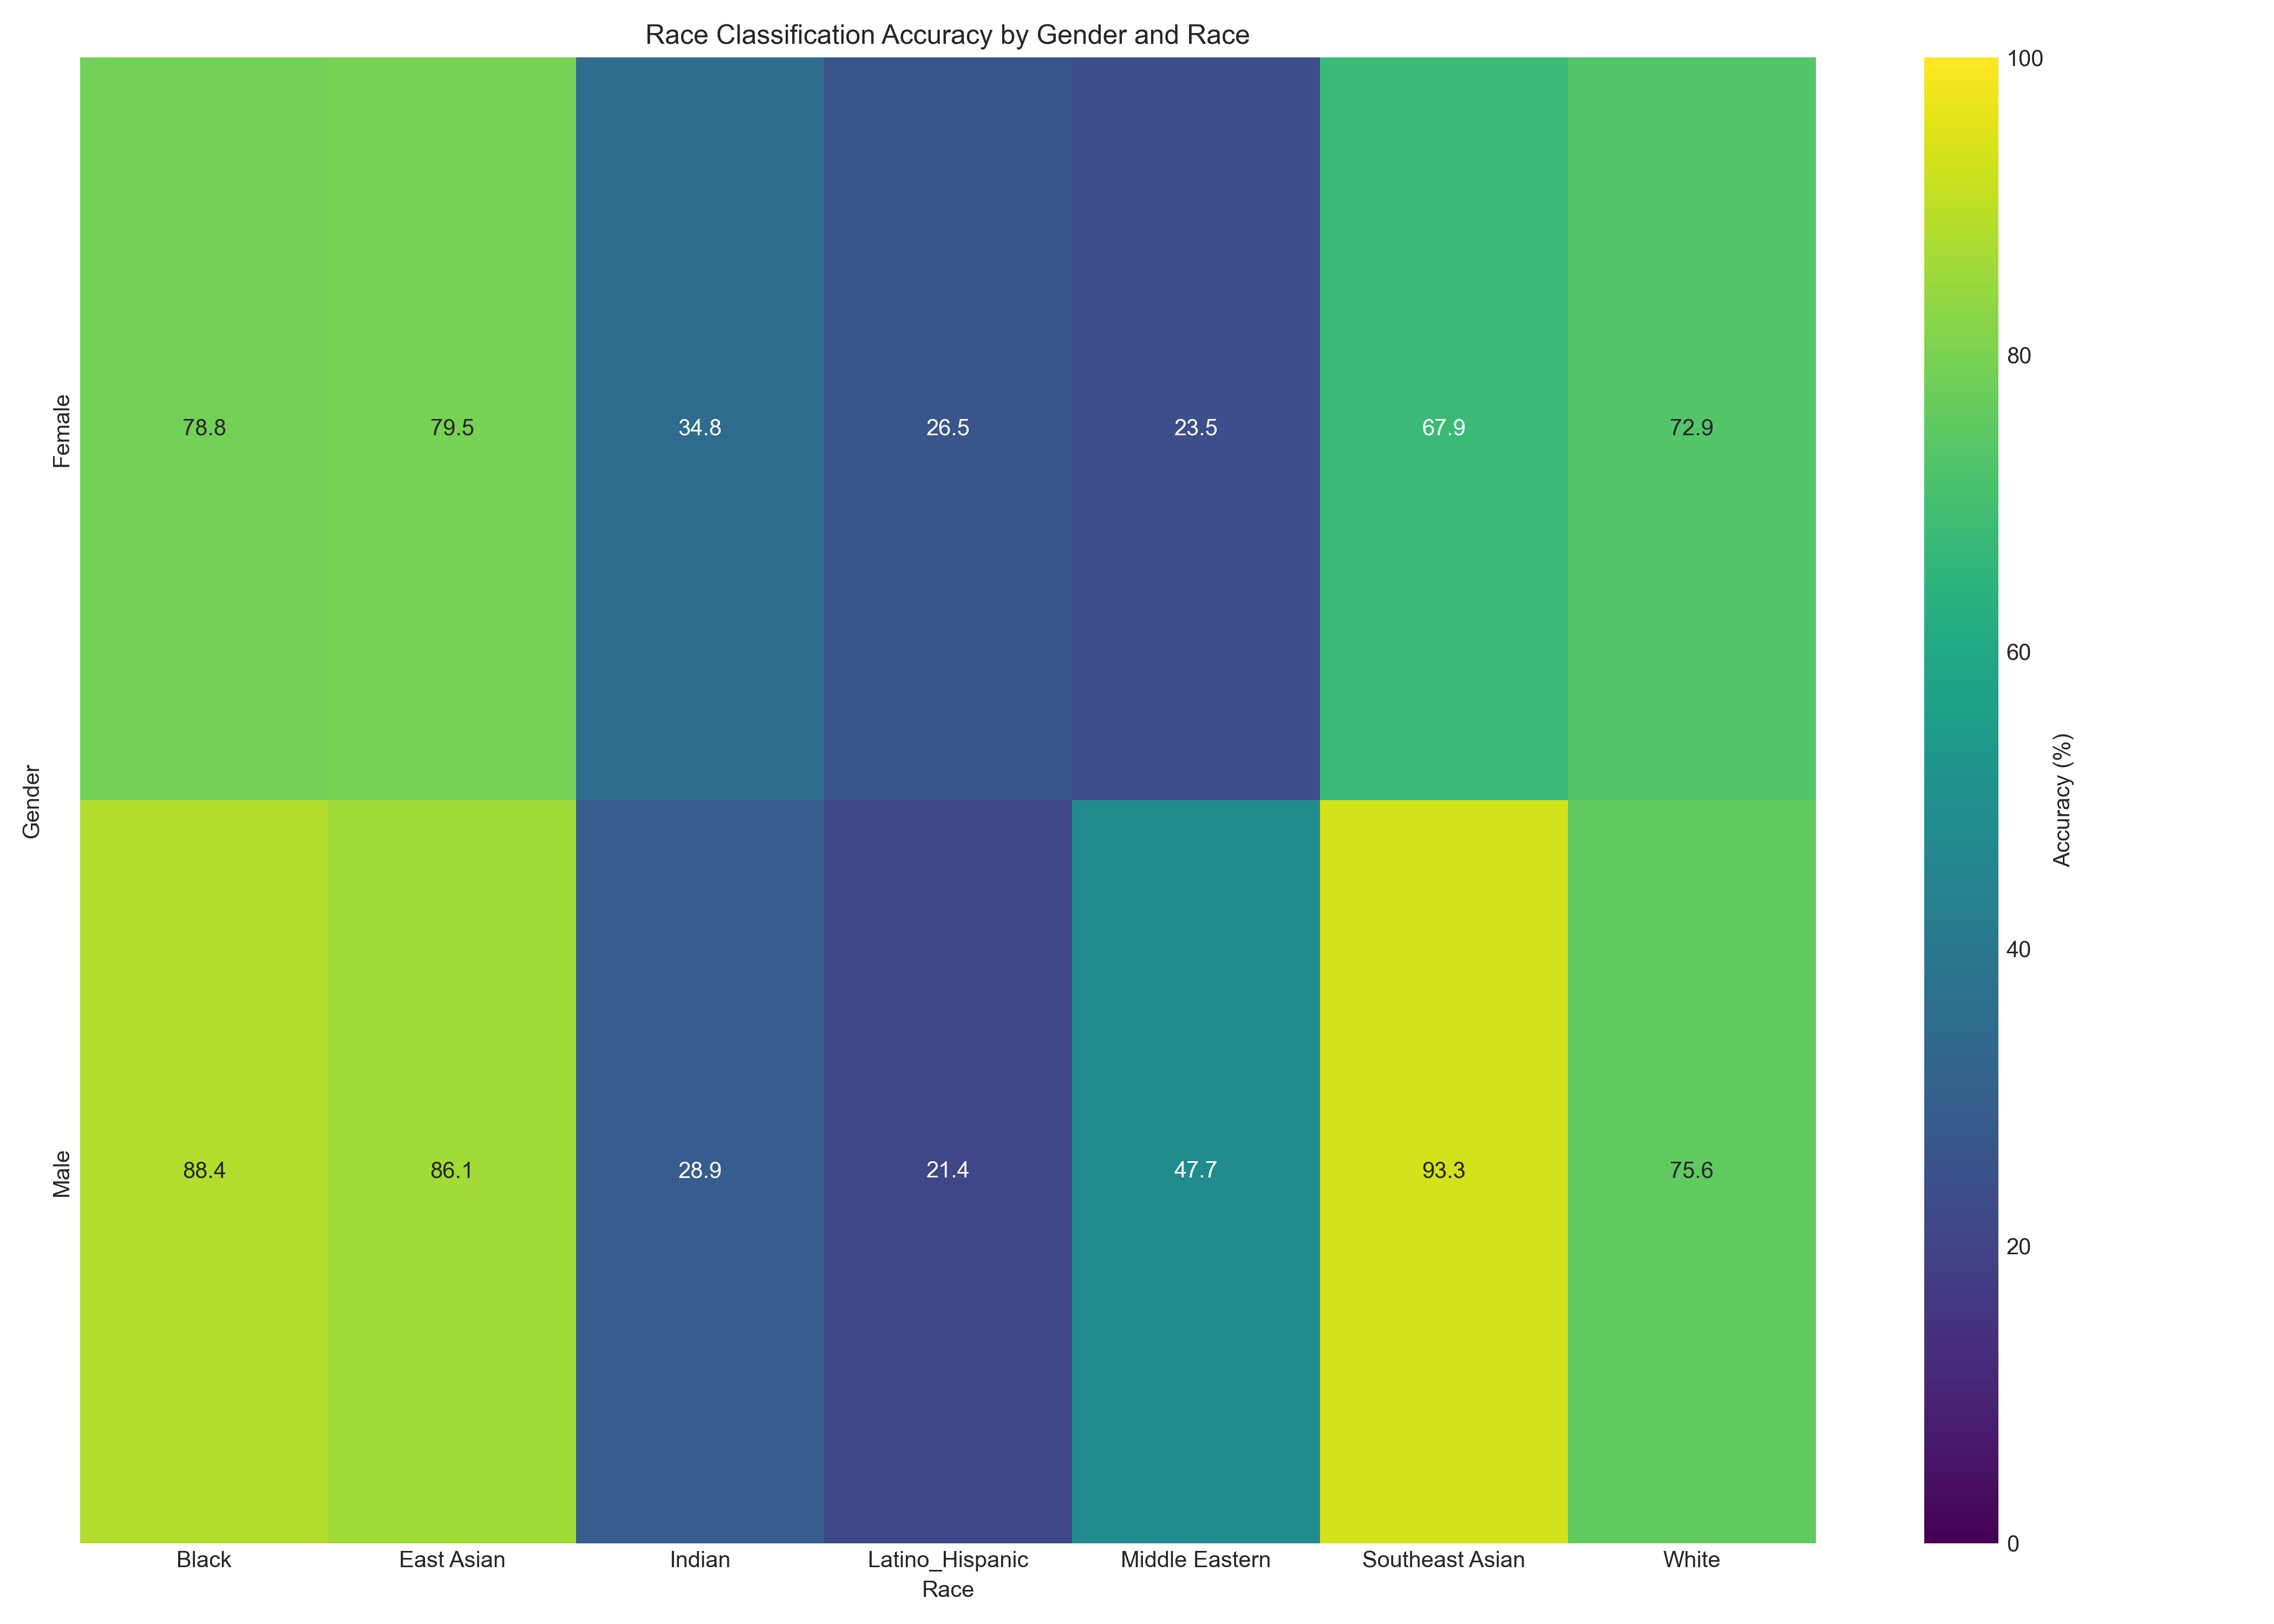 Race Classification Accuracy by Gender and Race
Gender
Female
78.8 79.5 34.8 26.5 23.5 67.9 72.9
Male
88.4 86.1 28.9 21.4 47.7 93.3 75.6
Black East Asian Indian Latino_Hispanic Middle Eastern Southeast Asian White
Race
100
80
60
40
20
0
Accuracy (%)